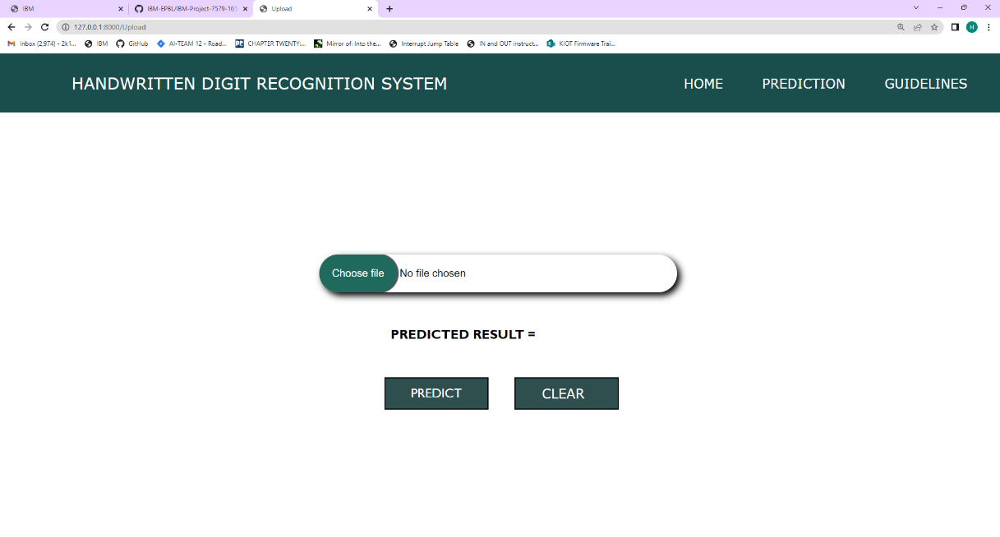 IBM IBM-EPBL/IBM-Project-7579-165 Upload
127.0.0.1:8000/Upload
Inbox (2,974) - 2k1... IBM GitHub AI-TEAM 12 - Road... CHAPTER TWENTY:... Mirror of: Into the... Interrupt Jump Table IN and OUT instruct... KIOT Firmware Trai... H
HANDWRITTEN DIGIT RECOGNITION SYSTEM HOME PREDICTION GUIDELINES
Choose file No file chosen
PREDICTED RESULT =
PREDICT CLEAR